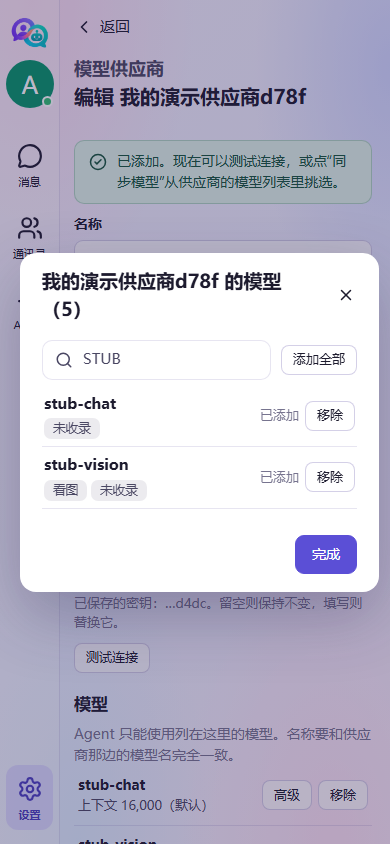 返回
A
模型供应商
编辑 我的演示供应商d78f
消息
已添加。现在可以测试连接，或点“同
步模型”从供应商的模型列表里挑选。
名称
我的演示供应商d78f 的模型
（5）
STUB
添加全部
stub-chat
已添加
移除
未收录
stub-vision
已添加
移除
看图
未收录
完成
已保存的密钥：…d4dc。留空则保持不变，填写则
替换它。
测试连接
模型
Agent 只能使用列在这里的模型。名称要和供应
商那边的模型名完全一致。
stub-chat
上下文 16,000（默认）
高级
移除
设置
stub-vision